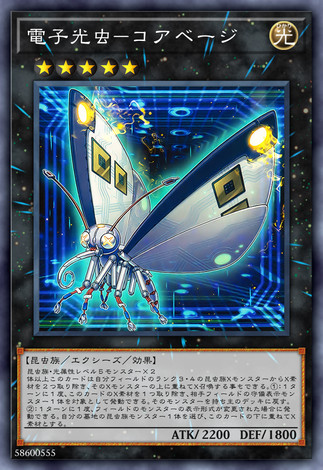 電子光虫－コアベージ
光
【昆虫族／エクシーズ／効果】
昆虫族・光属性レベル５モンスター×２
体以上このカードは自分フィールドのランク３・４の昆虫族Xモンスターから X素
材を２つ取り除き、そのXモンスターの上に重ねてX召喚する事もできる。①：１タ
ーンに１度、このカードのX素材を１つ取り除き、相手フィールドの守備表示モン
スター１体を対象として発動できる。そのモンスターを持ち主のデッキに戻す。
②：１ターンに１度、フィールドのモンスターの表示形式が変更された場合に発
動できる。自分の墓地の昆虫族モンスター１体を選び、このカードの下に重ねてX
素材とする。
ATK/ 2200 DEF/1800
58600555